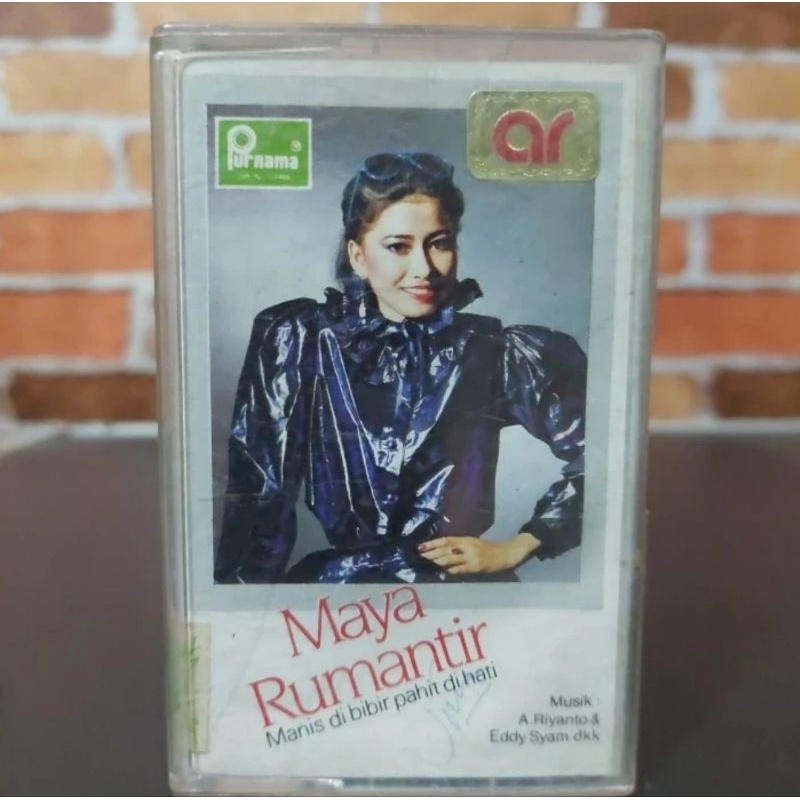 Purnama
ar
Maya
Rumantir
Manis di bibir pahit di hati
Musik :
A.Riyanto &
Eddy Syam dkk